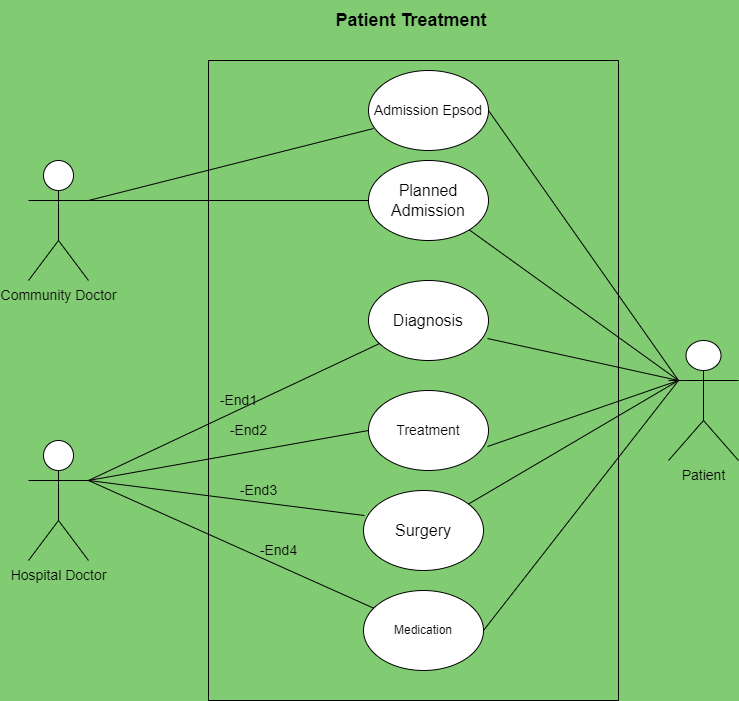 Patient Treatment
Admission Epsod
Planned
Admission
Community Doctor
Diagnosis
-End1
-End2
Treatment
Patient
-End3
Surgery
-End4
Hospital Doctor
Medication